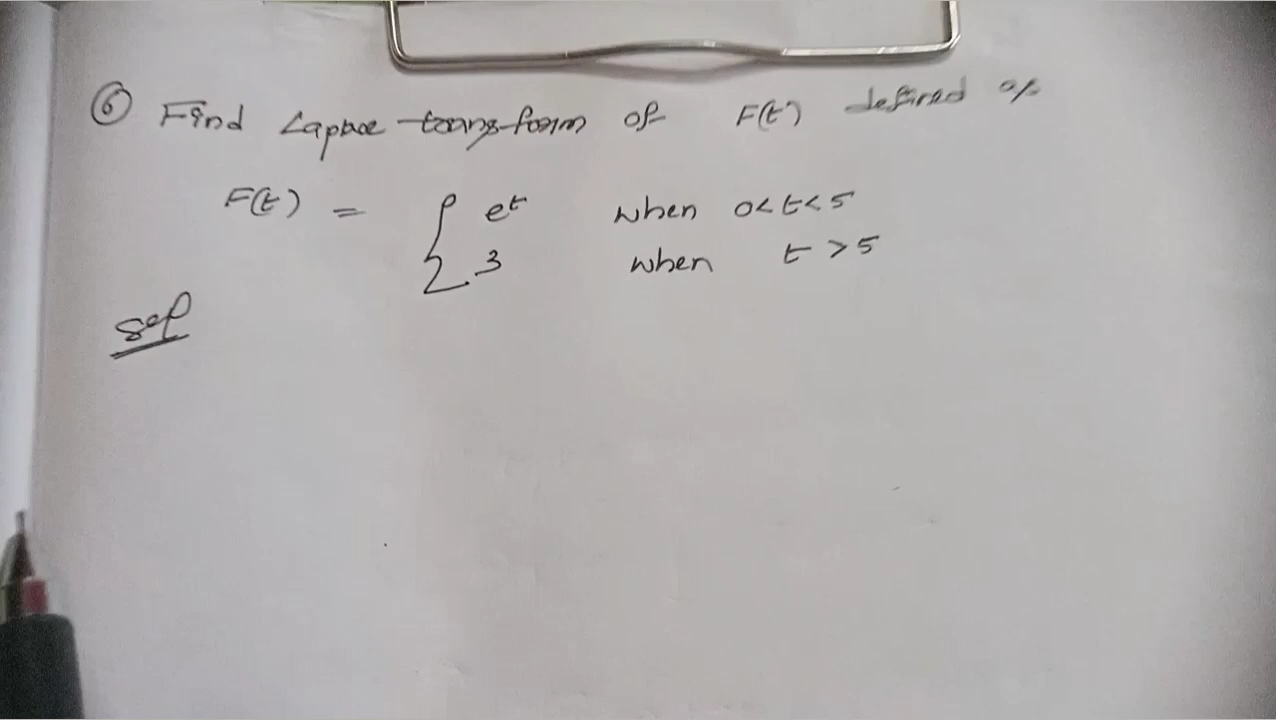 ⑥ Find Laplace transform of F(t) defined as
F(t) = { e^t when 0<t<5
3 when t >5
Sol